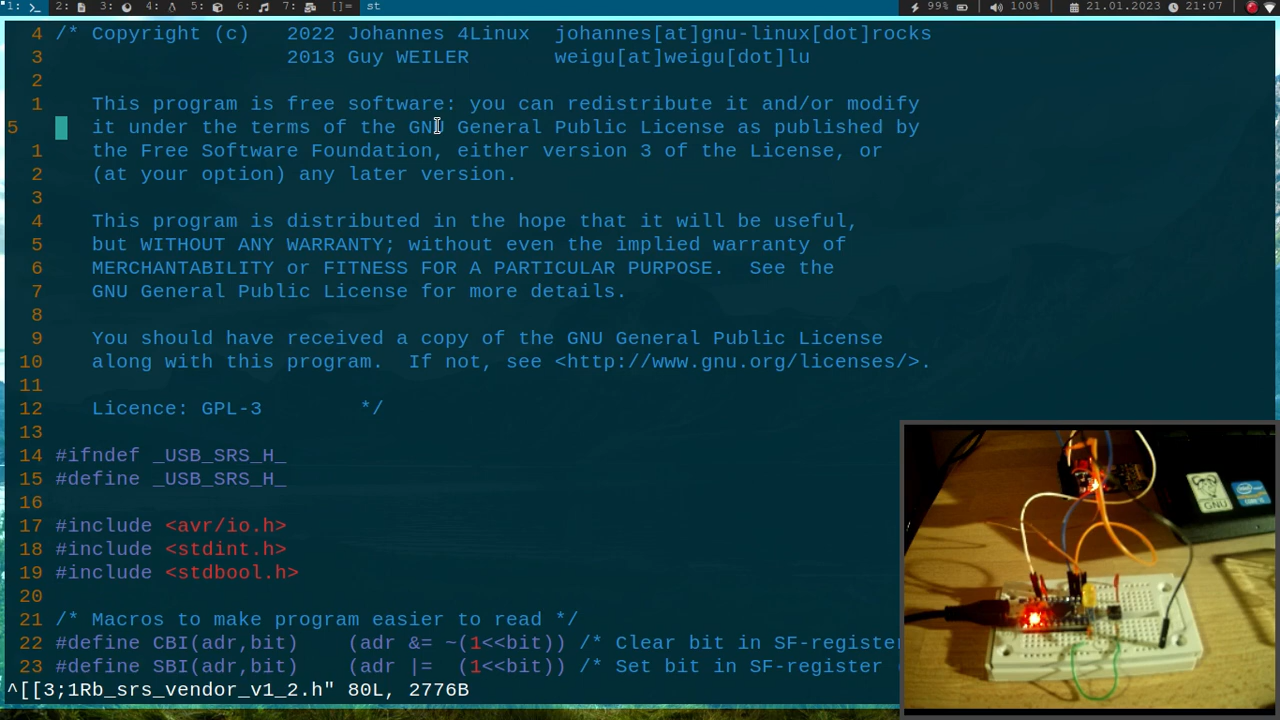 1: 2: 3: 4: 5: 6: 7: []= st 99% 100% 21.01.2023 21:07
4 /* Copyright (c)   2022 Johannes 4Linux  johannes[at]gnu-linux[dot]rocks
3                    2013 Guy WEILER       weigu[at]weigu[dot]lu
2
1    This program is free software: you can redistribute it and/or modify
5    it under the terms of the GNU General Public License as published by
1    the Free Software Foundation, either version 3 of the License, or
2    (at your option) any later version.
3
4    This program is distributed in the hope that it will be useful,
5    but WITHOUT ANY WARRANTY; without even the implied warranty of
6    MERCHANTABILITY or FITNESS FOR A PARTICULAR PURPOSE.  See the
7    GNU General Public License for more details.
8
9    You should have received a copy of the GNU General Public License
10    along with this program.  If not, see <http://www.gnu.org/licenses/>.
11
12    Licence: GPL-3        */
13
14 #ifndef _USB_SRS_H_
15 #define _USB_SRS_H_
16
17 #include <avr/io.h>
18 #include <stdint.h>
19 #include <stdbool.h>
20
21 /* Macros to make program easier to read */
22 #define CBI(adr,bit)    (adr &= ~(1<<bit)) /* Clear bit in SF-register
23 #define SBI(adr,bit)    (adr |=  (1<<bit)) /* Set bit in SF-register
^[[3;1Rb_srs_vendor_v1_2.h" 80L, 2776B
GNU
intel